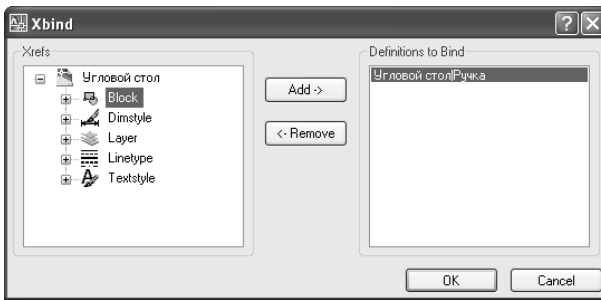 Xbind
Xrefs
Угловой стол
Block
Dimstyle
Layer
Linetype
Textstyle
Add ->
<- Remove
Definitions to Bind
Угловой стол|Ручка
OK
Cancel